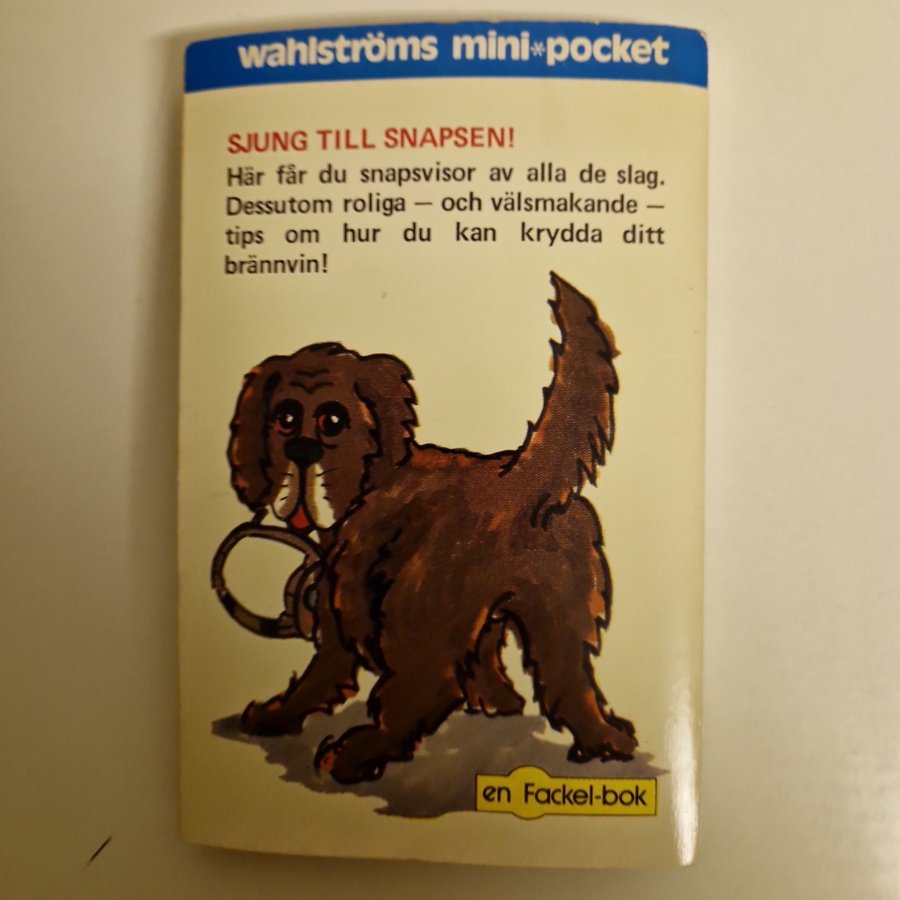 wahlströms mini*pocket
SJUNG TILL SNAPSEN!
Här får du snapsvisor av alla de slag.
Dessutom roliga — och välsmakande —
tips om hur du kan krydda ditt
brännvin!
en Fackel-bok